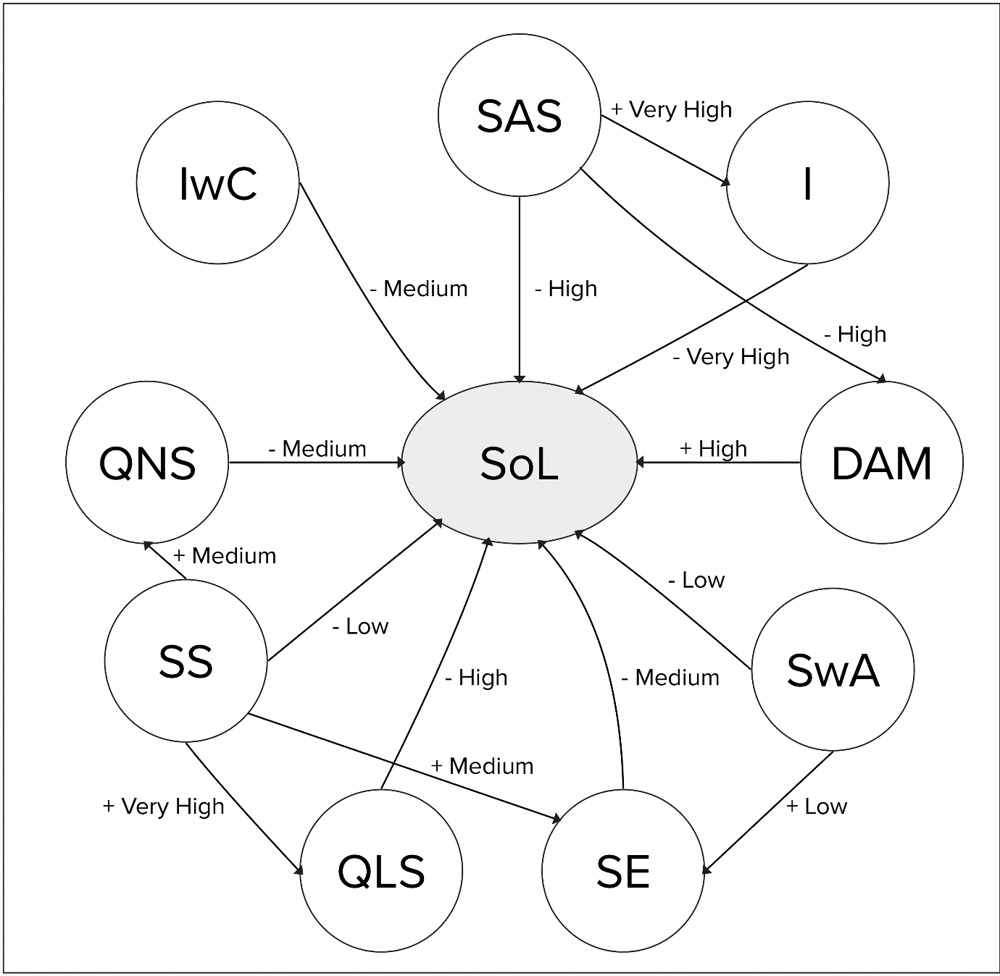 SAS
+ Very High
IwC
I
- Medium
- High
- High
- Very High
QNS
- Medium
SoL
+ High
DAM
+ Medium
- Low
- Low
SS
SwA
- High
- Medium
+ Medium
+ Very High
+ Low
QLS
SE